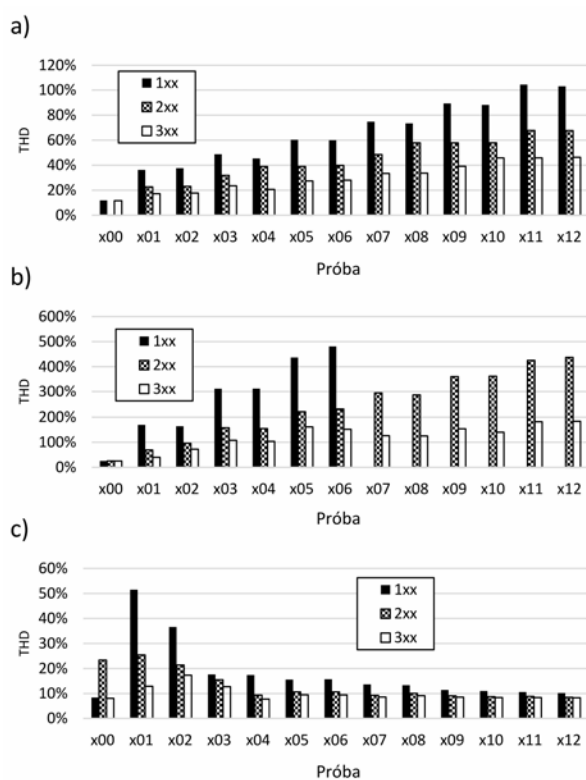 a)
120%
100%
80%
60%
40%
20%
0%
THD
1xx
2xx
3xx
x00 x01 x02 x03 x04 x05 x06 x07 x08 x09 x10 x11 x12
Próba
b)
600%
500%
400%
300%
200%
100%
0%
THD
1xx
2xx
3xx
x00 x01 x02 x03 x04 x05 x06 x07 x08 x09 x10 x11 x12
Próba
c)
60%
50%
40%
30%
20%
10%
0%
THD
1xx
2xx
3xx
x00 x01 x02 x03 x04 x05 x06 x07 x08 x09 x10 x11 x12
Próba